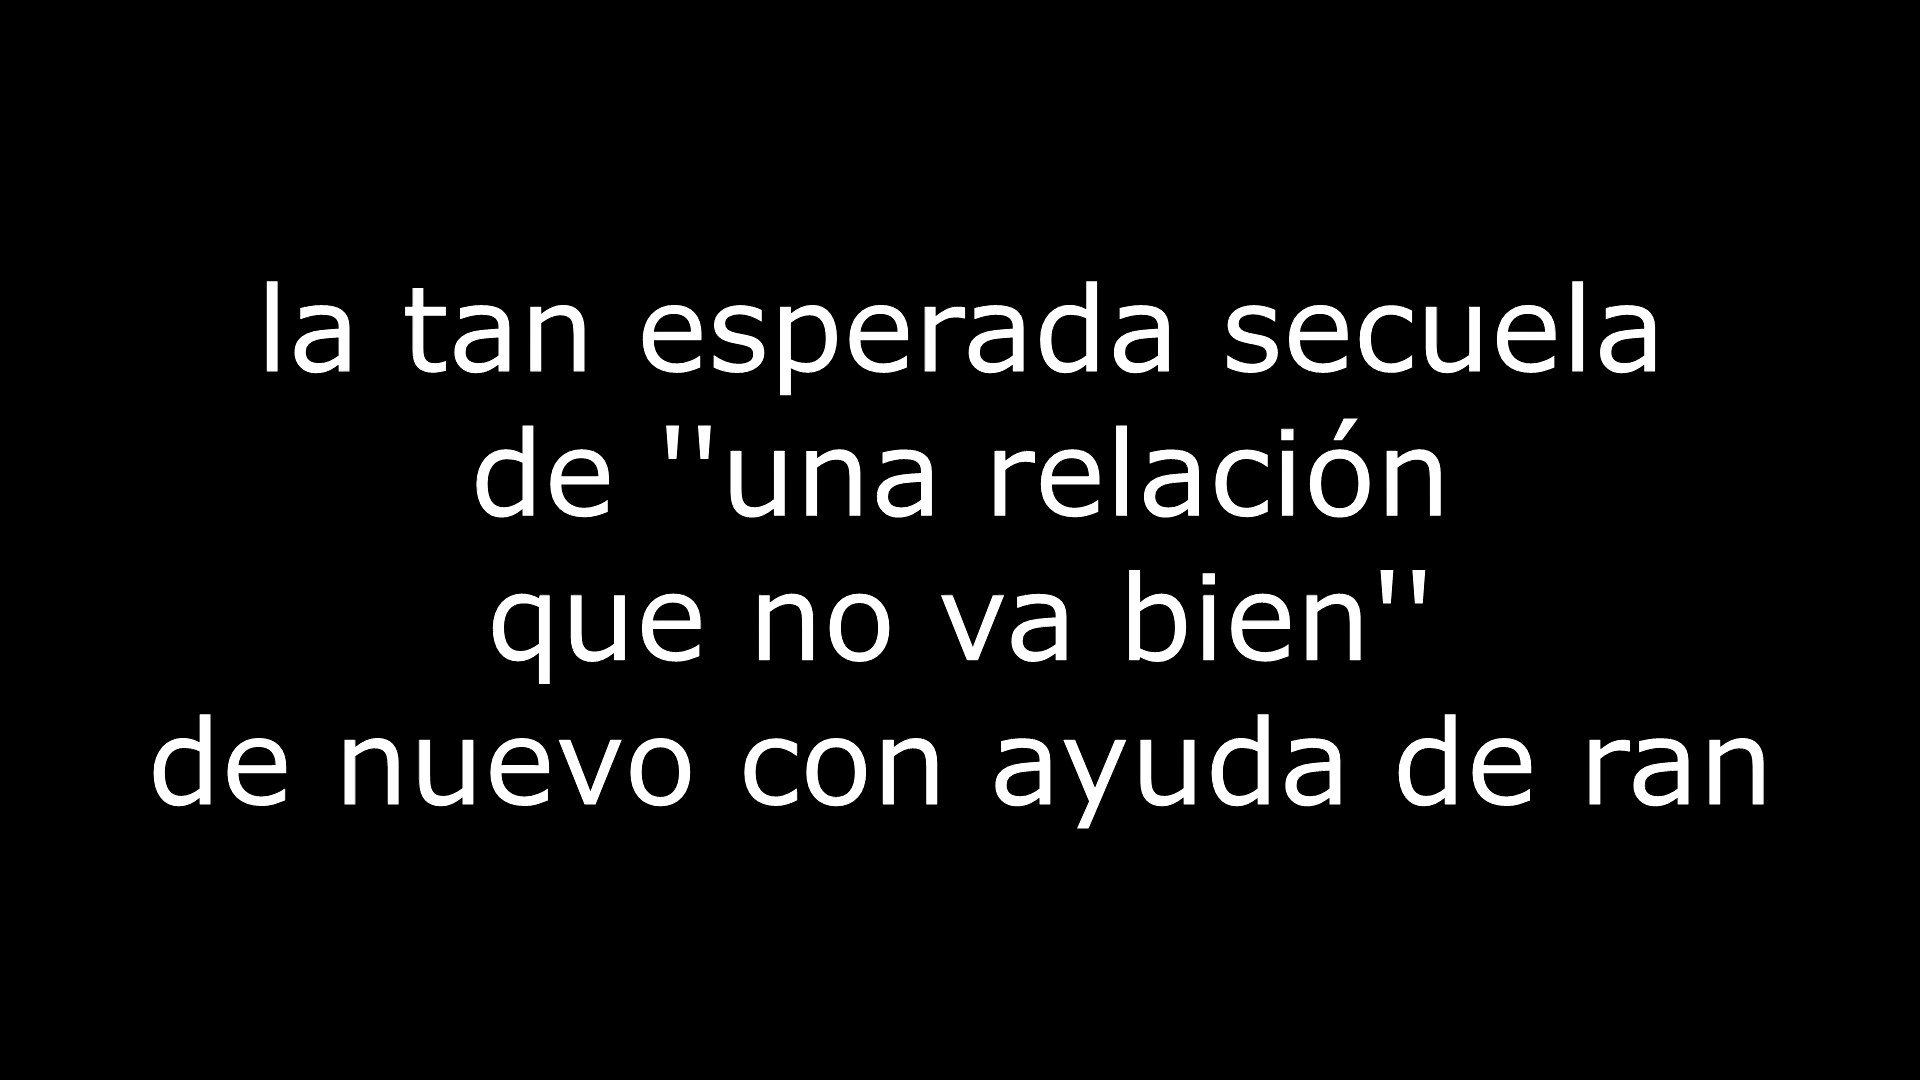 la tan esperada secuela
de ''una relación
que no va bien''
de nuevo con ayuda de ran